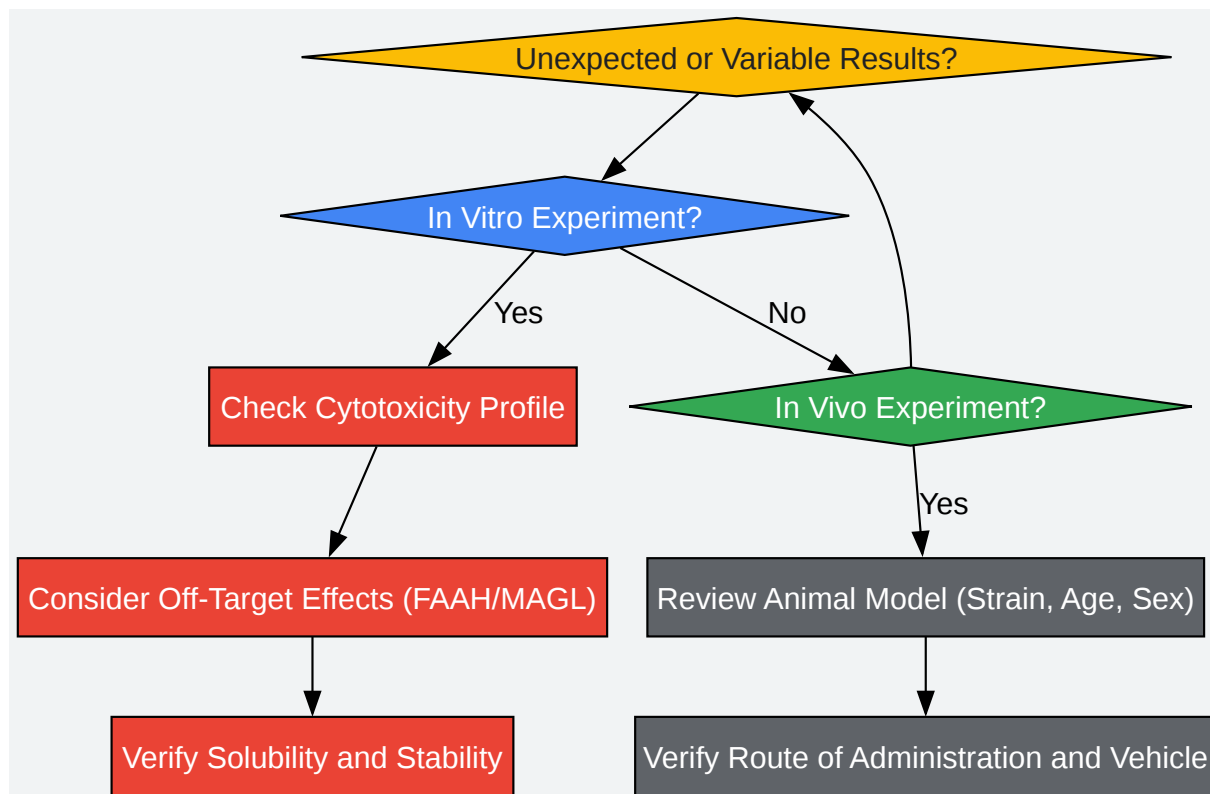 Unexpected or Variable Results?
In Vitro Experiment?
Yes
No
Check Cytotoxicity Profile
In Vivo Experiment?
Yes
Consider Off-Target Effects (FAAH/MAGL)
Review Animal Model (Strain, Age, Sex)
Verify Solubility and Stability
Verify Route of Administration and Vehicle